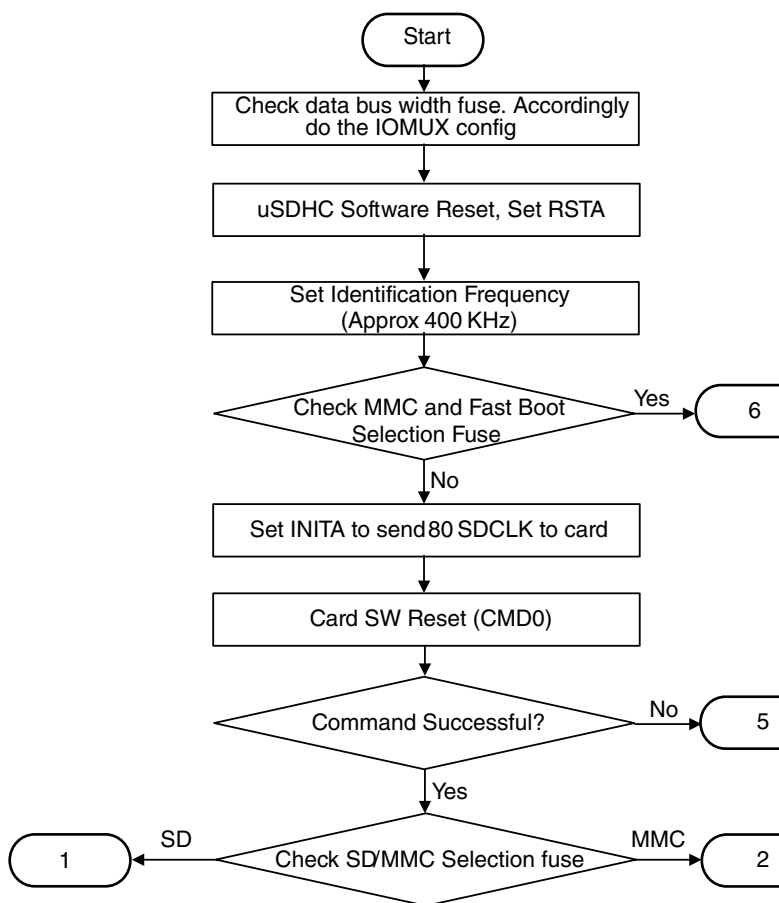 Start
Check data bus width fuse. Accordingly
do the IOMUX config
uSDHC Software Reset, Set RSTA
Set Identification Frequency
(Approx 400 KHz)
Check MMC and Fast Boot
Selection Fuse
Yes
6
No
Set INITA to send 80 SDCLK to card
Card SW Reset (CMD0)
Command Successful?
No
5
Yes
1
SD
Check SD/MMC Selection fuse
MMC
2